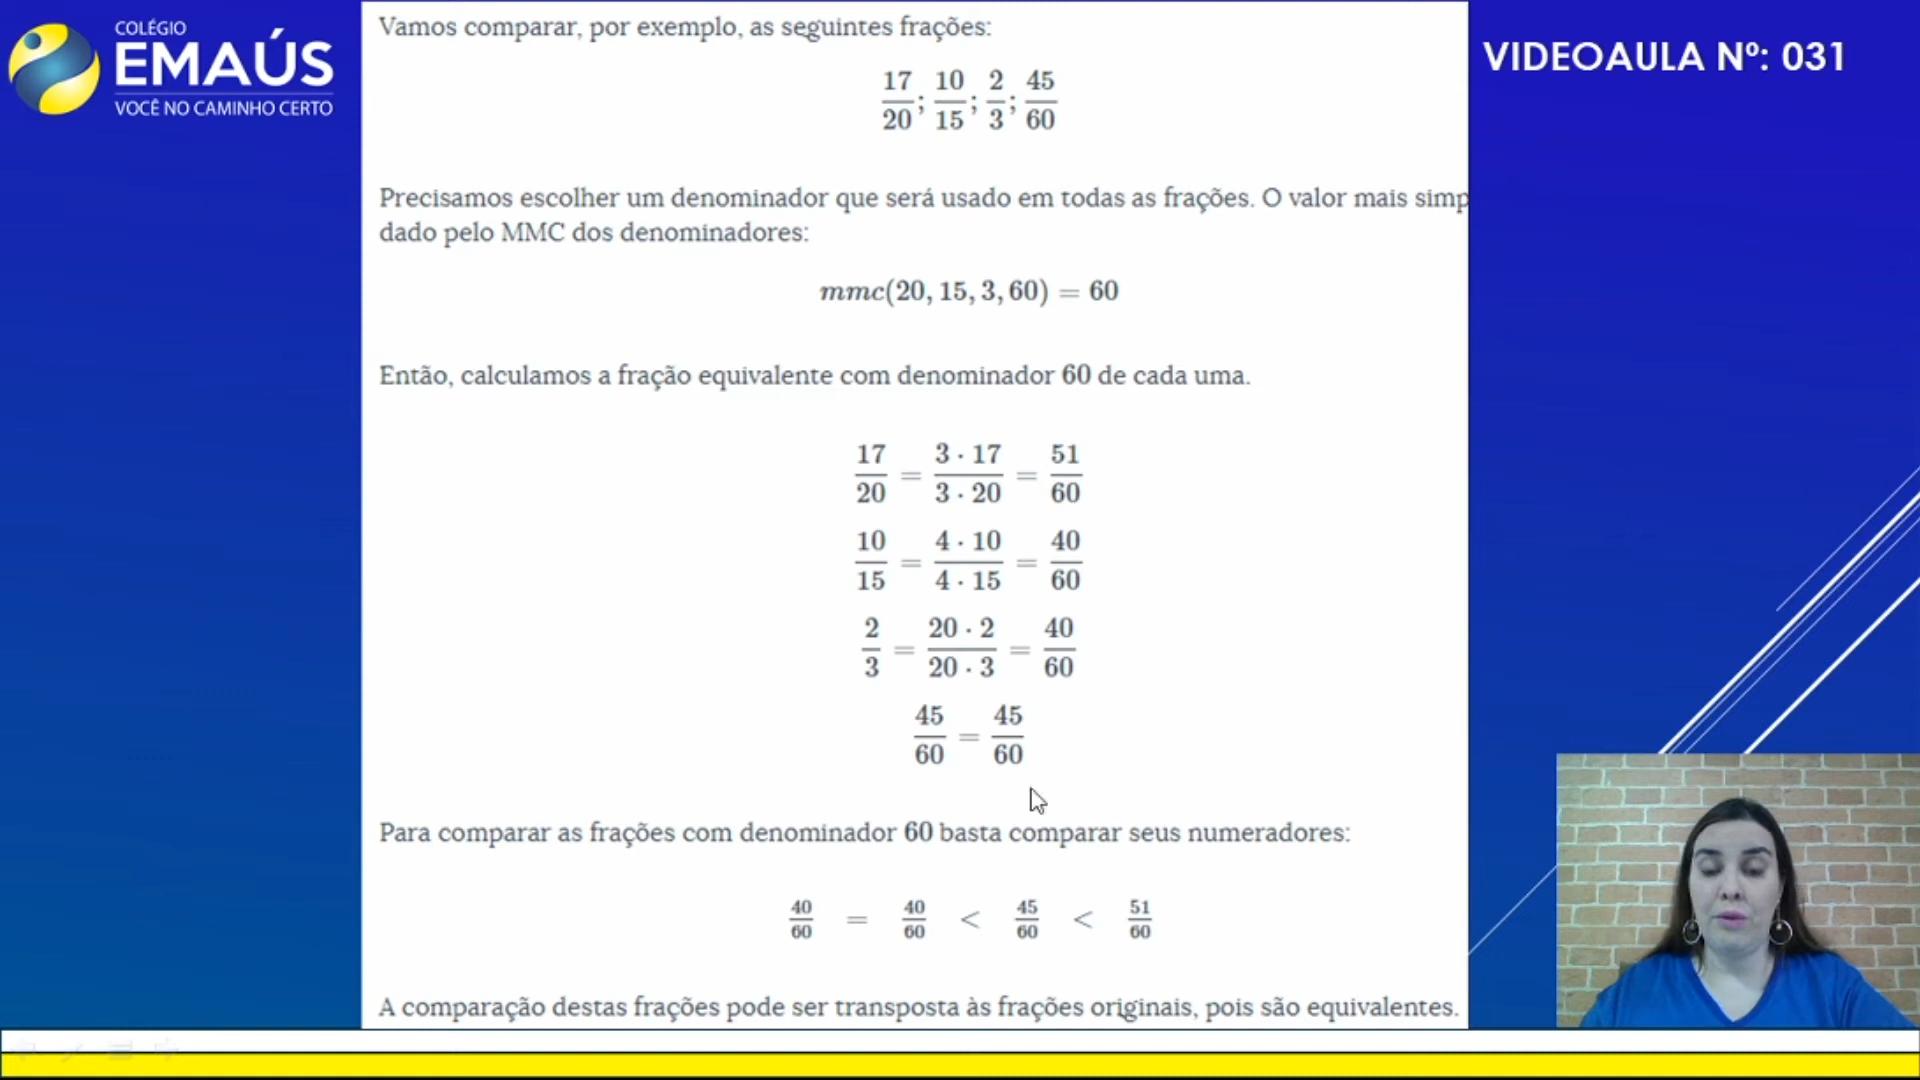 COLÉGIO
EMAÚS
VOCÊ NO CAMINHO CERTO
VIDEOAULA Nº: 031
Vamos comparar, por exemplo, as seguintes frações:
17/20; 10/15; 2/3; 45/60
Precisamos escolher um denominador que será usado em todas as frações. O valor mais simp
dado pelo MMC dos denominadores:
mmc(20, 15, 3, 60) = 60
Então, calculamos a fração equivalente com denominador 60 de cada uma.
17/20 = 3 · 17/3 · 20 = 51/60
10/15 = 4 · 10/4 · 15 = 40/60
2/3 = 20 · 2/20 · 3 = 40/60
45/60 = 45/60
Para comparar as frações com denominador 60 basta comparar seus numeradores:
40/60 = 40/60 < 45/60 < 51/60
A comparação destas frações pode ser transposta às frações originais, pois são equivalentes.